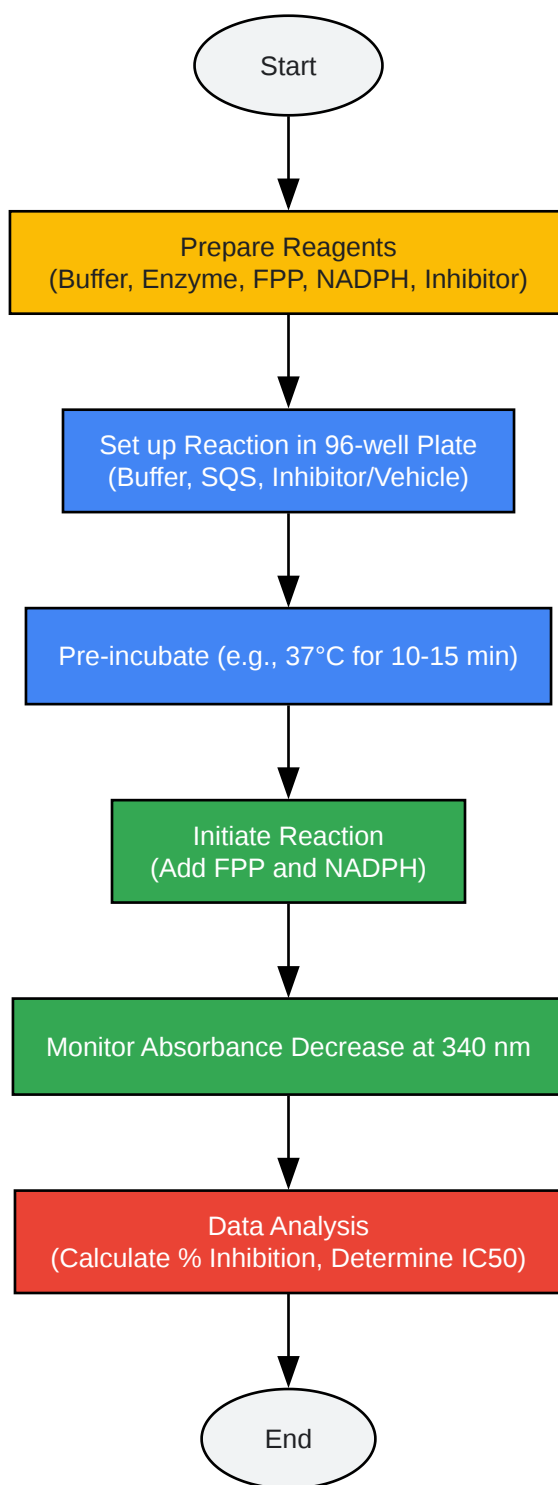 Start
Prepare Reagents
(Buffer, Enzyme, FPP, NADPH, Inhibitor)
Set up Reaction in 96-well Plate
(Buffer, SQS, Inhibitor/Vehicle)
Pre-incubate (e.g., 37°C for 10-15 min)
Initiate Reaction
(Add FPP and NADPH)
Monitor Absorbance Decrease at 340 nm
Data Analysis
(Calculate % Inhibition, Determine IC50)
End